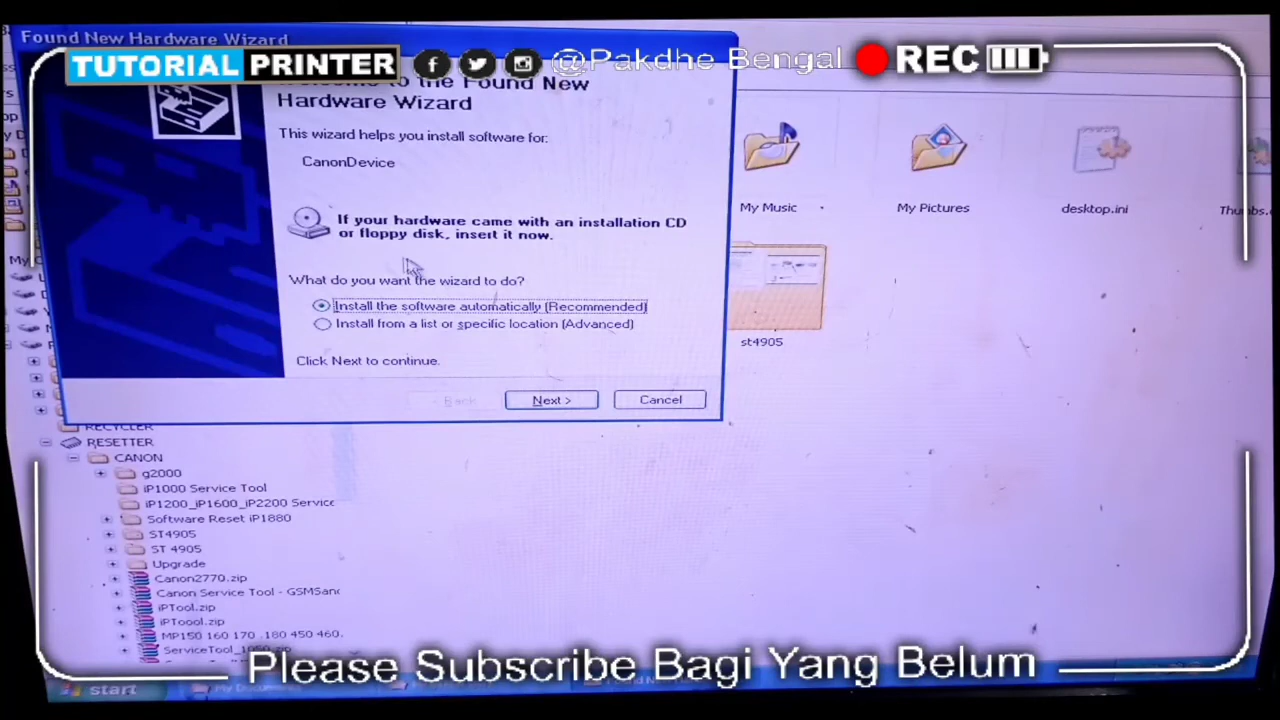 Found New Hardware Wizard
TUTORIAL PRINTER
@Pakdhe Bengal
REC
to the Found New
Hardware Wizard
This wizard helps you install software for:
CanonDevice
If your hardware came with an installation CD
or floppy disk, insert it now.
What do you want the wizard to do?
Install the software automatically (Recommended)
Install from a list or specific location (Advanced)
Click Next to continue.
< Back
Next >
Cancel
My Music
My Pictures
desktop.ini
st4905
RECYCLER
RESETTER
CANON
g2000
iP1000 Service Tool
iP1200_iP1600_iP2200 Service
Software Reset iP1880
ST4905
ST 4905
Upgrade
Canon2770.zip
Canon Service Tool - GSMSan
iPTool.zip
iPToool.zip
MP150 160 170 .180 450 460.
Please Subscribe Bagi Yang Belum
start